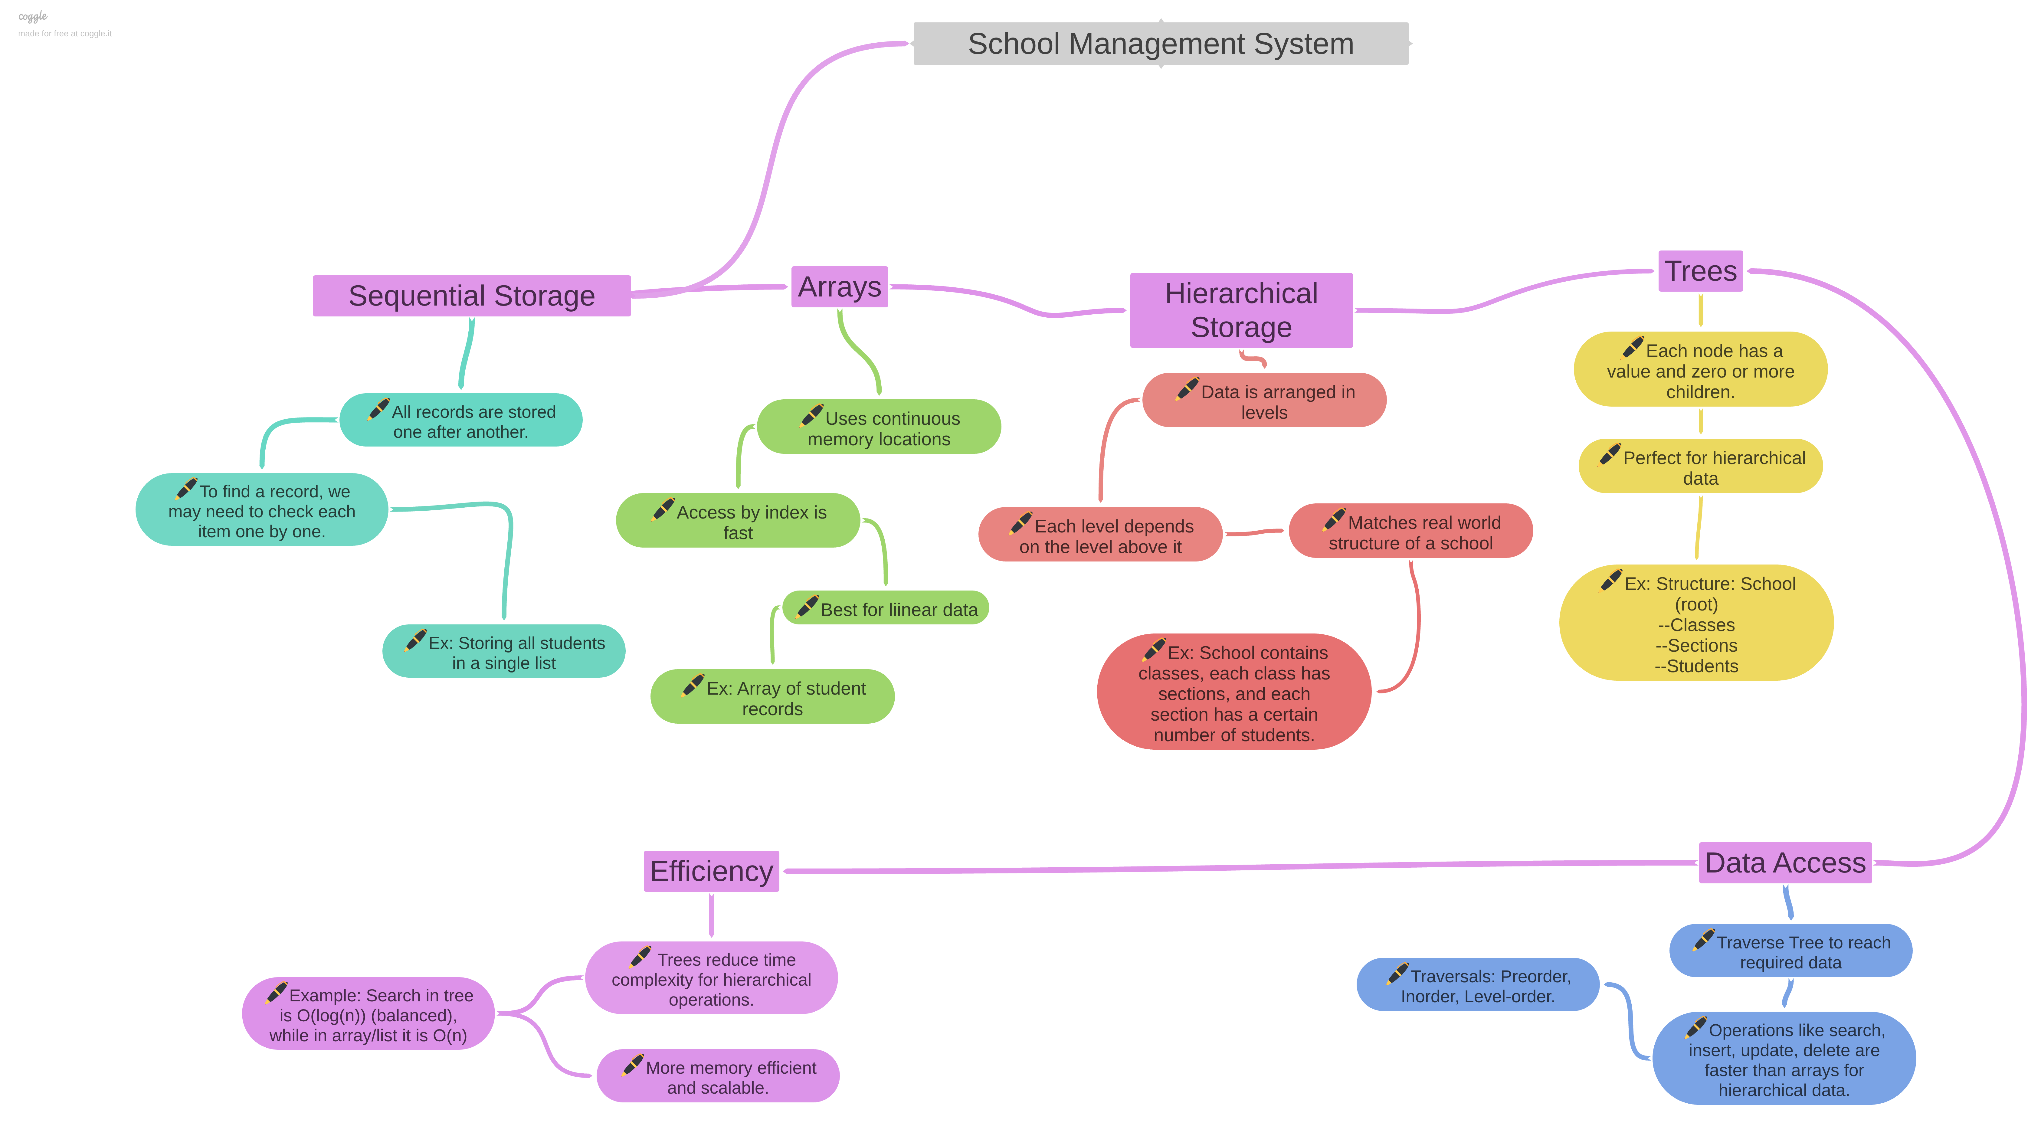 coggle
made for free at coggle.it
School Management System
Sequential Storage
All records are stored
one after another.
To find a record, we
may need to check each
item one by one.
Ex: Storing all students
in a single list
Arrays
Uses continuous
memory locations
Access by index is
fast
Best for liinear data
Ex: Array of student
records
Hierarchical
Storage
Data is arranged in
levels
Each level depends
on the level above it
Matches real world
structure of a school
Ex: School contains
classes, each class has
sections, and each
section has a certain
number of students.
Trees
Each node has a
value and zero or more
children.
Perfect for hierarchical
data
Ex: Structure: School
(root)
--Classes
--Sections
--Students
Data Access
Traverse Tree to reach
required data
Operations like search,
insert, update, delete are
faster than arrays for
hierarchical data.
Traversals: Preorder,
Inorder, Level-order.
Efficiency
Trees reduce time
complexity for hierarchical
operations.
Example: Search in tree
is O(log(n)) (balanced),
while in array/list it is O(n)
More memory efficient
and scalable.